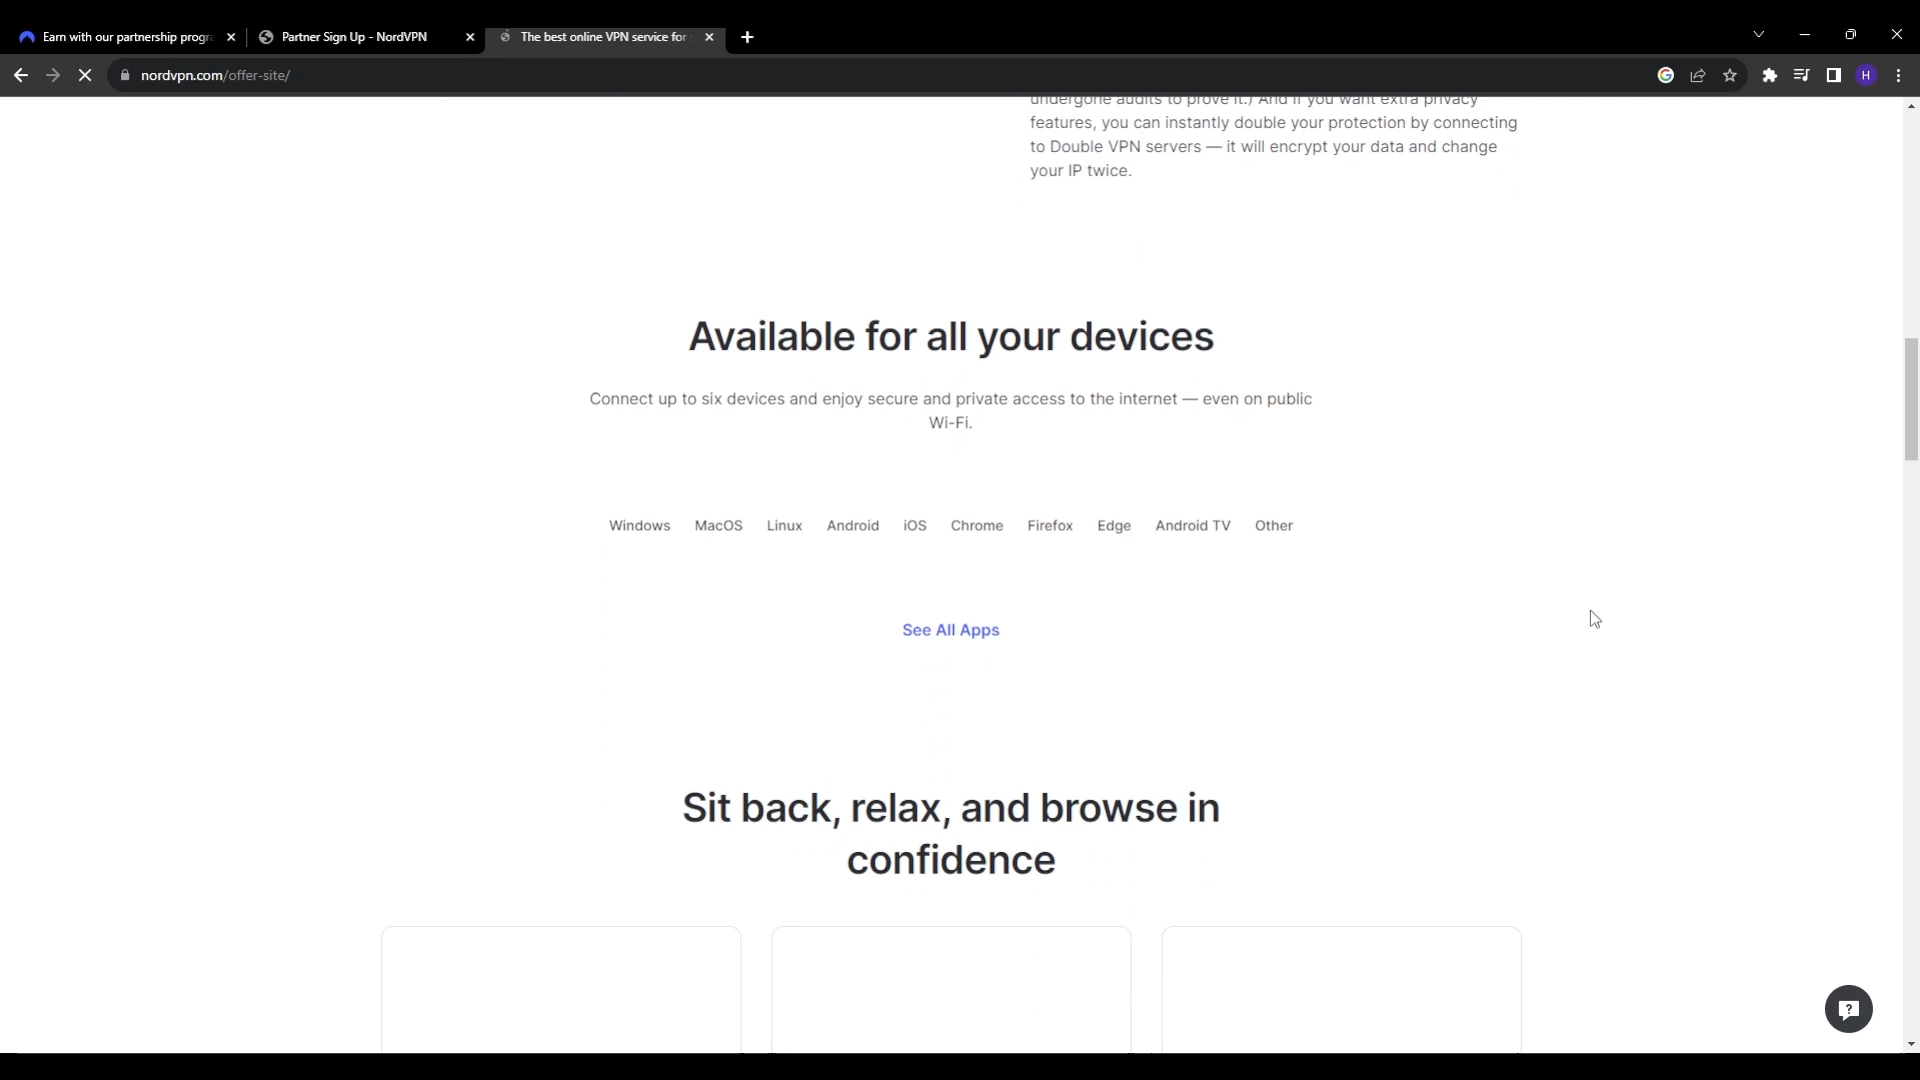 Earn with our partnership progra
Partner Sign Up - NordVPN
The best online VPN service for
nordvpn.com/offer-site/
H
undergone audits to prove it.) And if you want extra privacy
features, you can instantly double your protection by connecting
to Double VPN servers — it will encrypt your data and change
your IP twice.
Available for all your devices
Connect up to six devices and enjoy secure and private access to the internet — even on public
Wi-Fi.
Windows MacOS Linux Android iOS Chrome Firefox Edge Android TV Other
See All Apps
Sit back, relax, and browse in
confidence